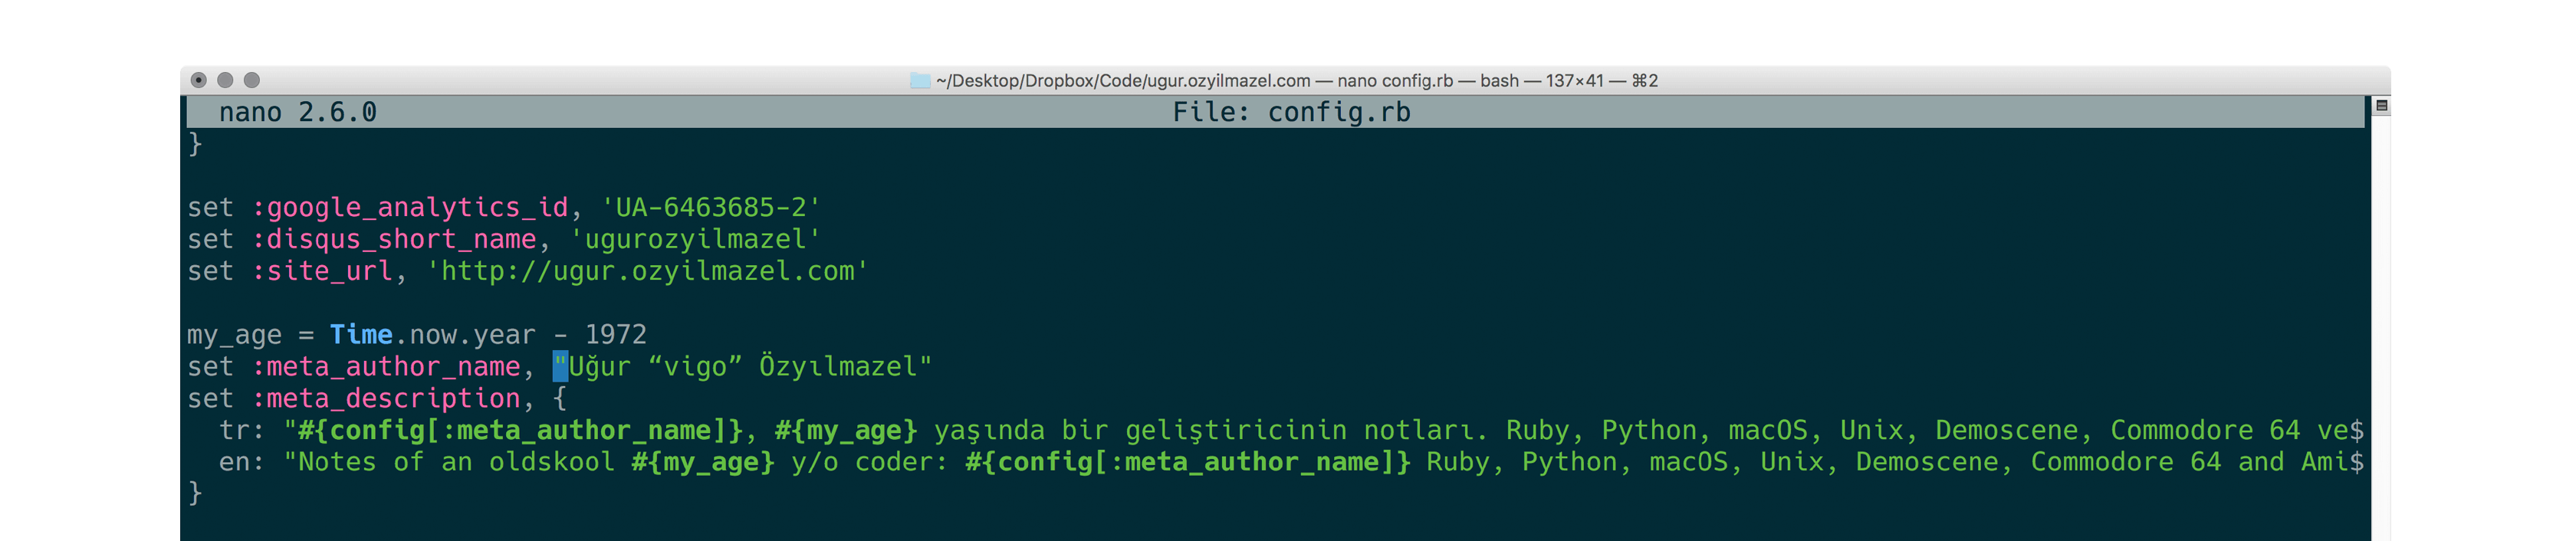 ~/Desktop/Dropbox/Code/ugur.ozyilmazel.com — nano config.rb — bash — 137×41 — ⌘2
nano 2.6.0 File: config.rb
}
set :google_analytics_id, 'UA-6463685-2'
set :disqus_short_name, 'ugurozyilmazel'
set :site_url, 'http://ugur.ozyilmazel.com'
my_age = Time.now.year - 1972
set :meta_author_name, "Uğur “vigo” Özyılmazel"
set :meta_description, {
  tr: "#{config[:meta_author_name]}, #{my_age} yaşında bir geliştiricinin notları. Ruby, Python, macOS, Unix, Demoscene, Commodore 64 ve$
  en: "Notes of an oldskool #{my_age} y/o coder: #{config[:meta_author_name]} Ruby, Python, macOS, Unix, Demoscene, Commodore 64 and Ami$
}